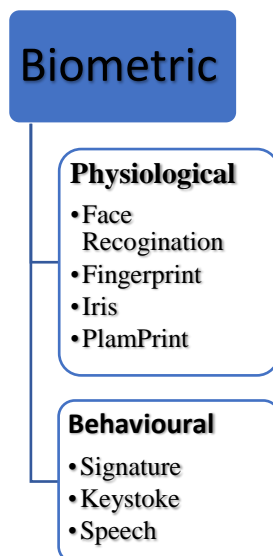 Biometric
Physiological
•Face
Recogination
•Fingerprint
•Iris
•PlamPrint
Behavioural
•Signature
•Keystoke
•Speech